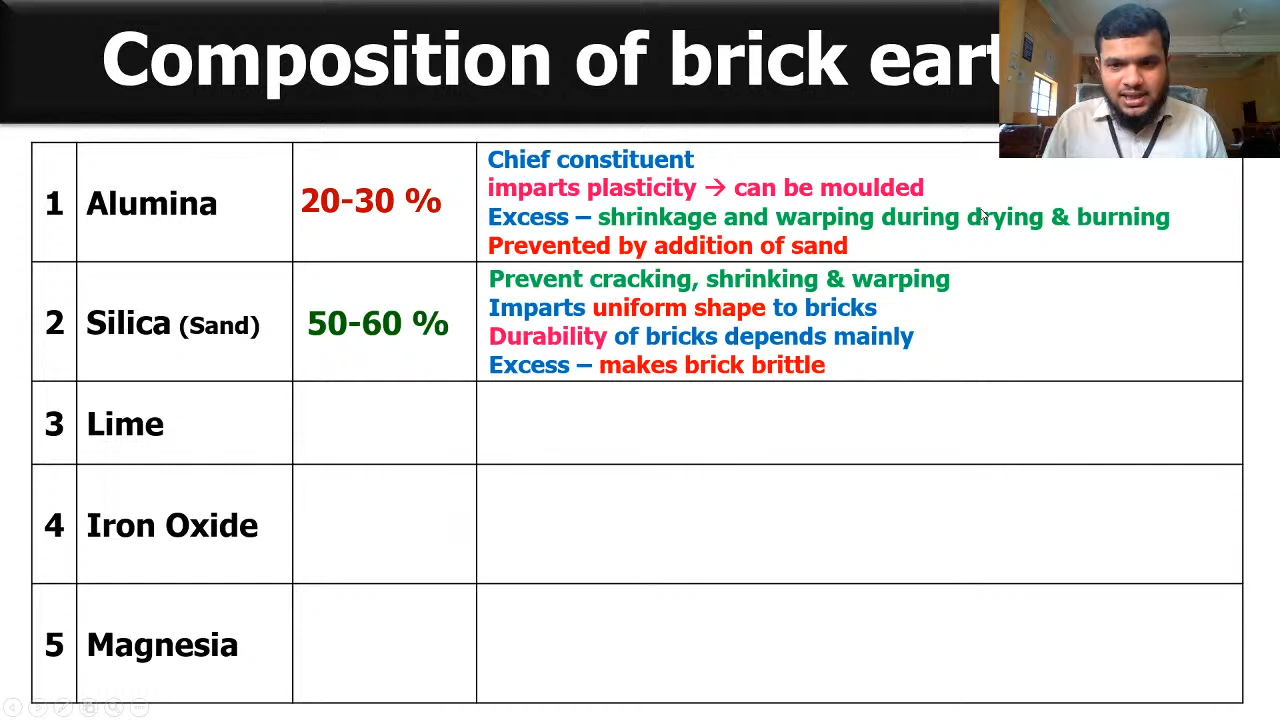 Composition of brick eart
1 Alumina 20-30 % Chief constituent
imparts plasticity → can be moulded
Excess – shrinkage and warping during drying & burning
Prevented by addition of sand
2 Silica (Sand) 50-60 % Prevent cracking, shrinking & warping
Imparts uniform shape to bricks
Durability of bricks depends mainly
Excess – makes brick brittle
3 Lime
4 Iron Oxide
5 Magnesia